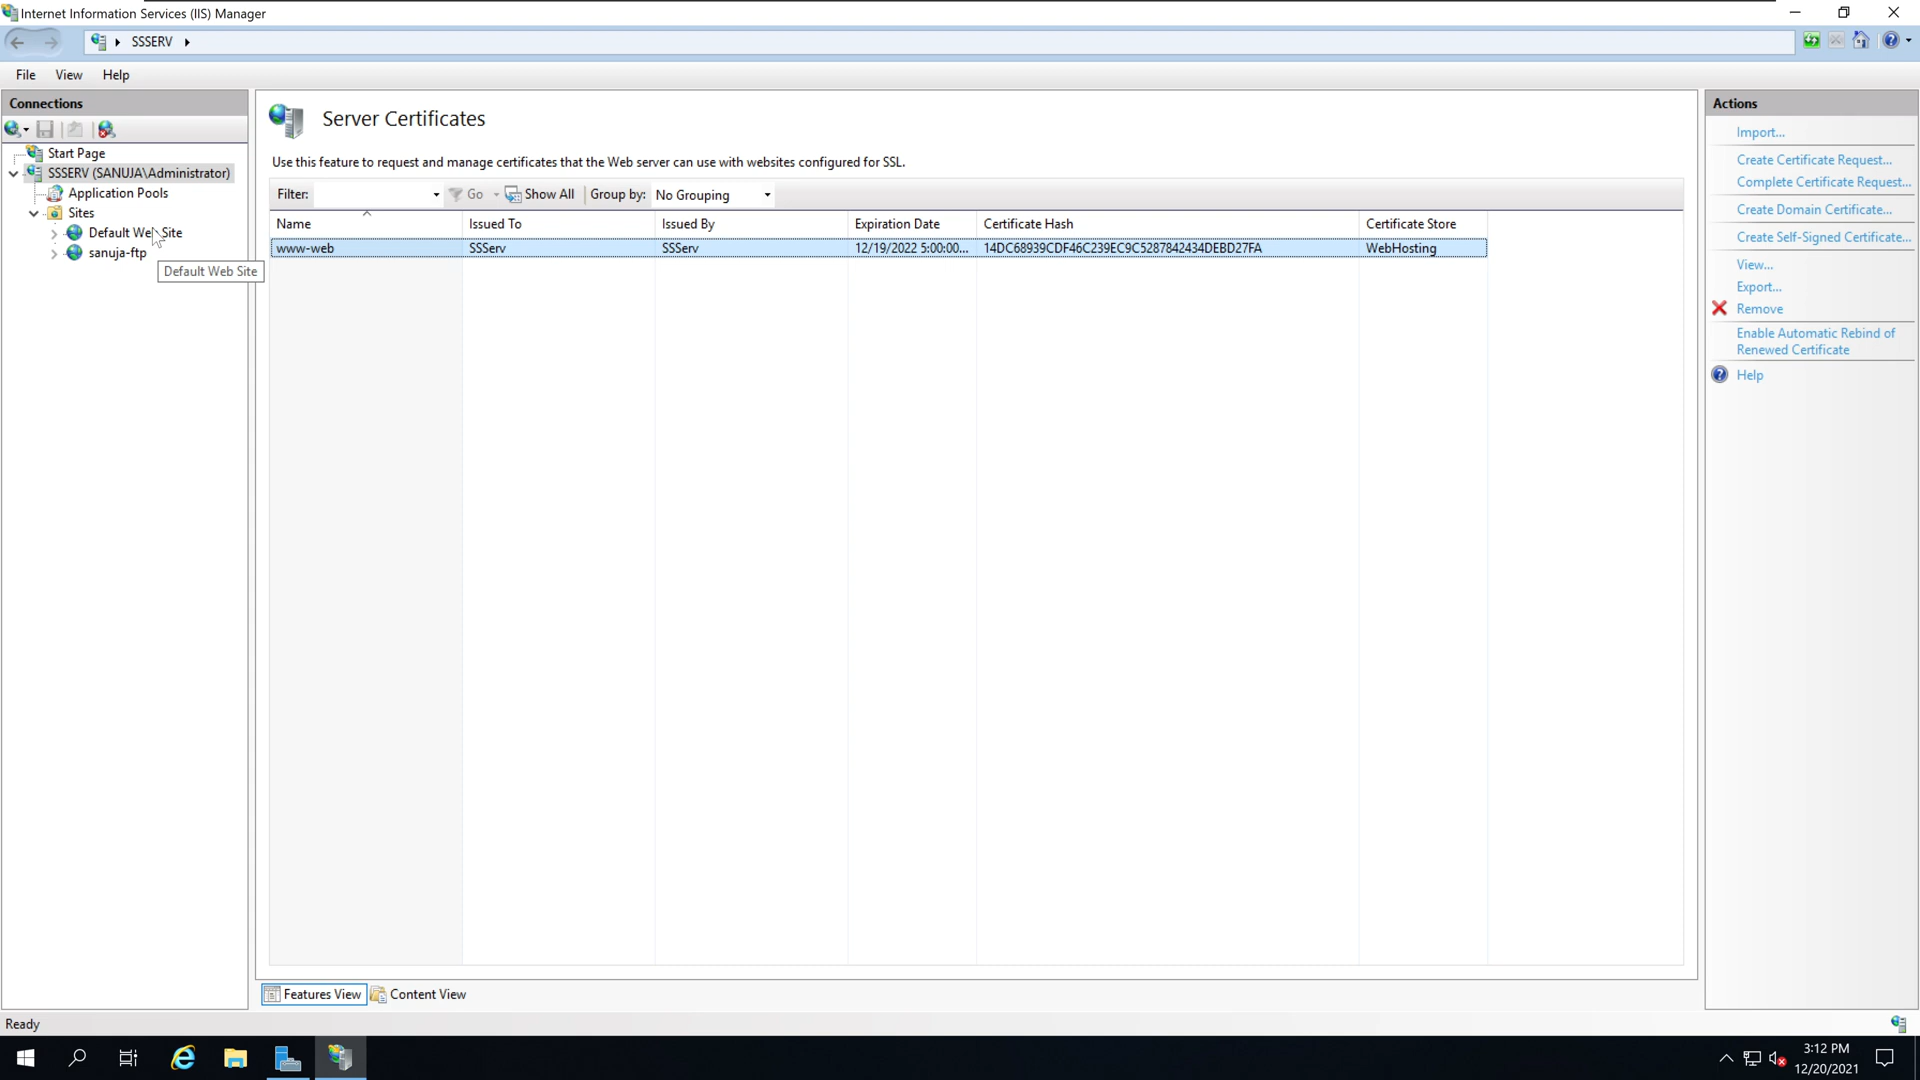 Internet Information Services (IIS) Manager
SSSERV
File View Help
Connections
Start Page
SSSERV (SANUJA\Administrator)
Application Pools
Sites
Default Web Site
sanuja-ftp
Default Web Site
Server Certificates
Use this feature to request and manage certificates that the Web server can use with websites configured for SSL.
Filter: Go Show All Group by: No Grouping
Name Issued To Issued By Expiration Date Certificate Hash Certificate Store
www-web SSServ SSServ 12/19/2022 5:00:00... 14DC68939CDF46C239EC9C5287842434DEBD27FA WebHosting
Features View Content View
Actions
Import...
Create Certificate Request...
Complete Certificate Request...
Create Domain Certificate...
Create Self-Signed Certificate...
View...
Export...
Remove
Enable Automatic Rebind of
Renewed Certificate
Help
Ready
3:12 PM
12/20/2021